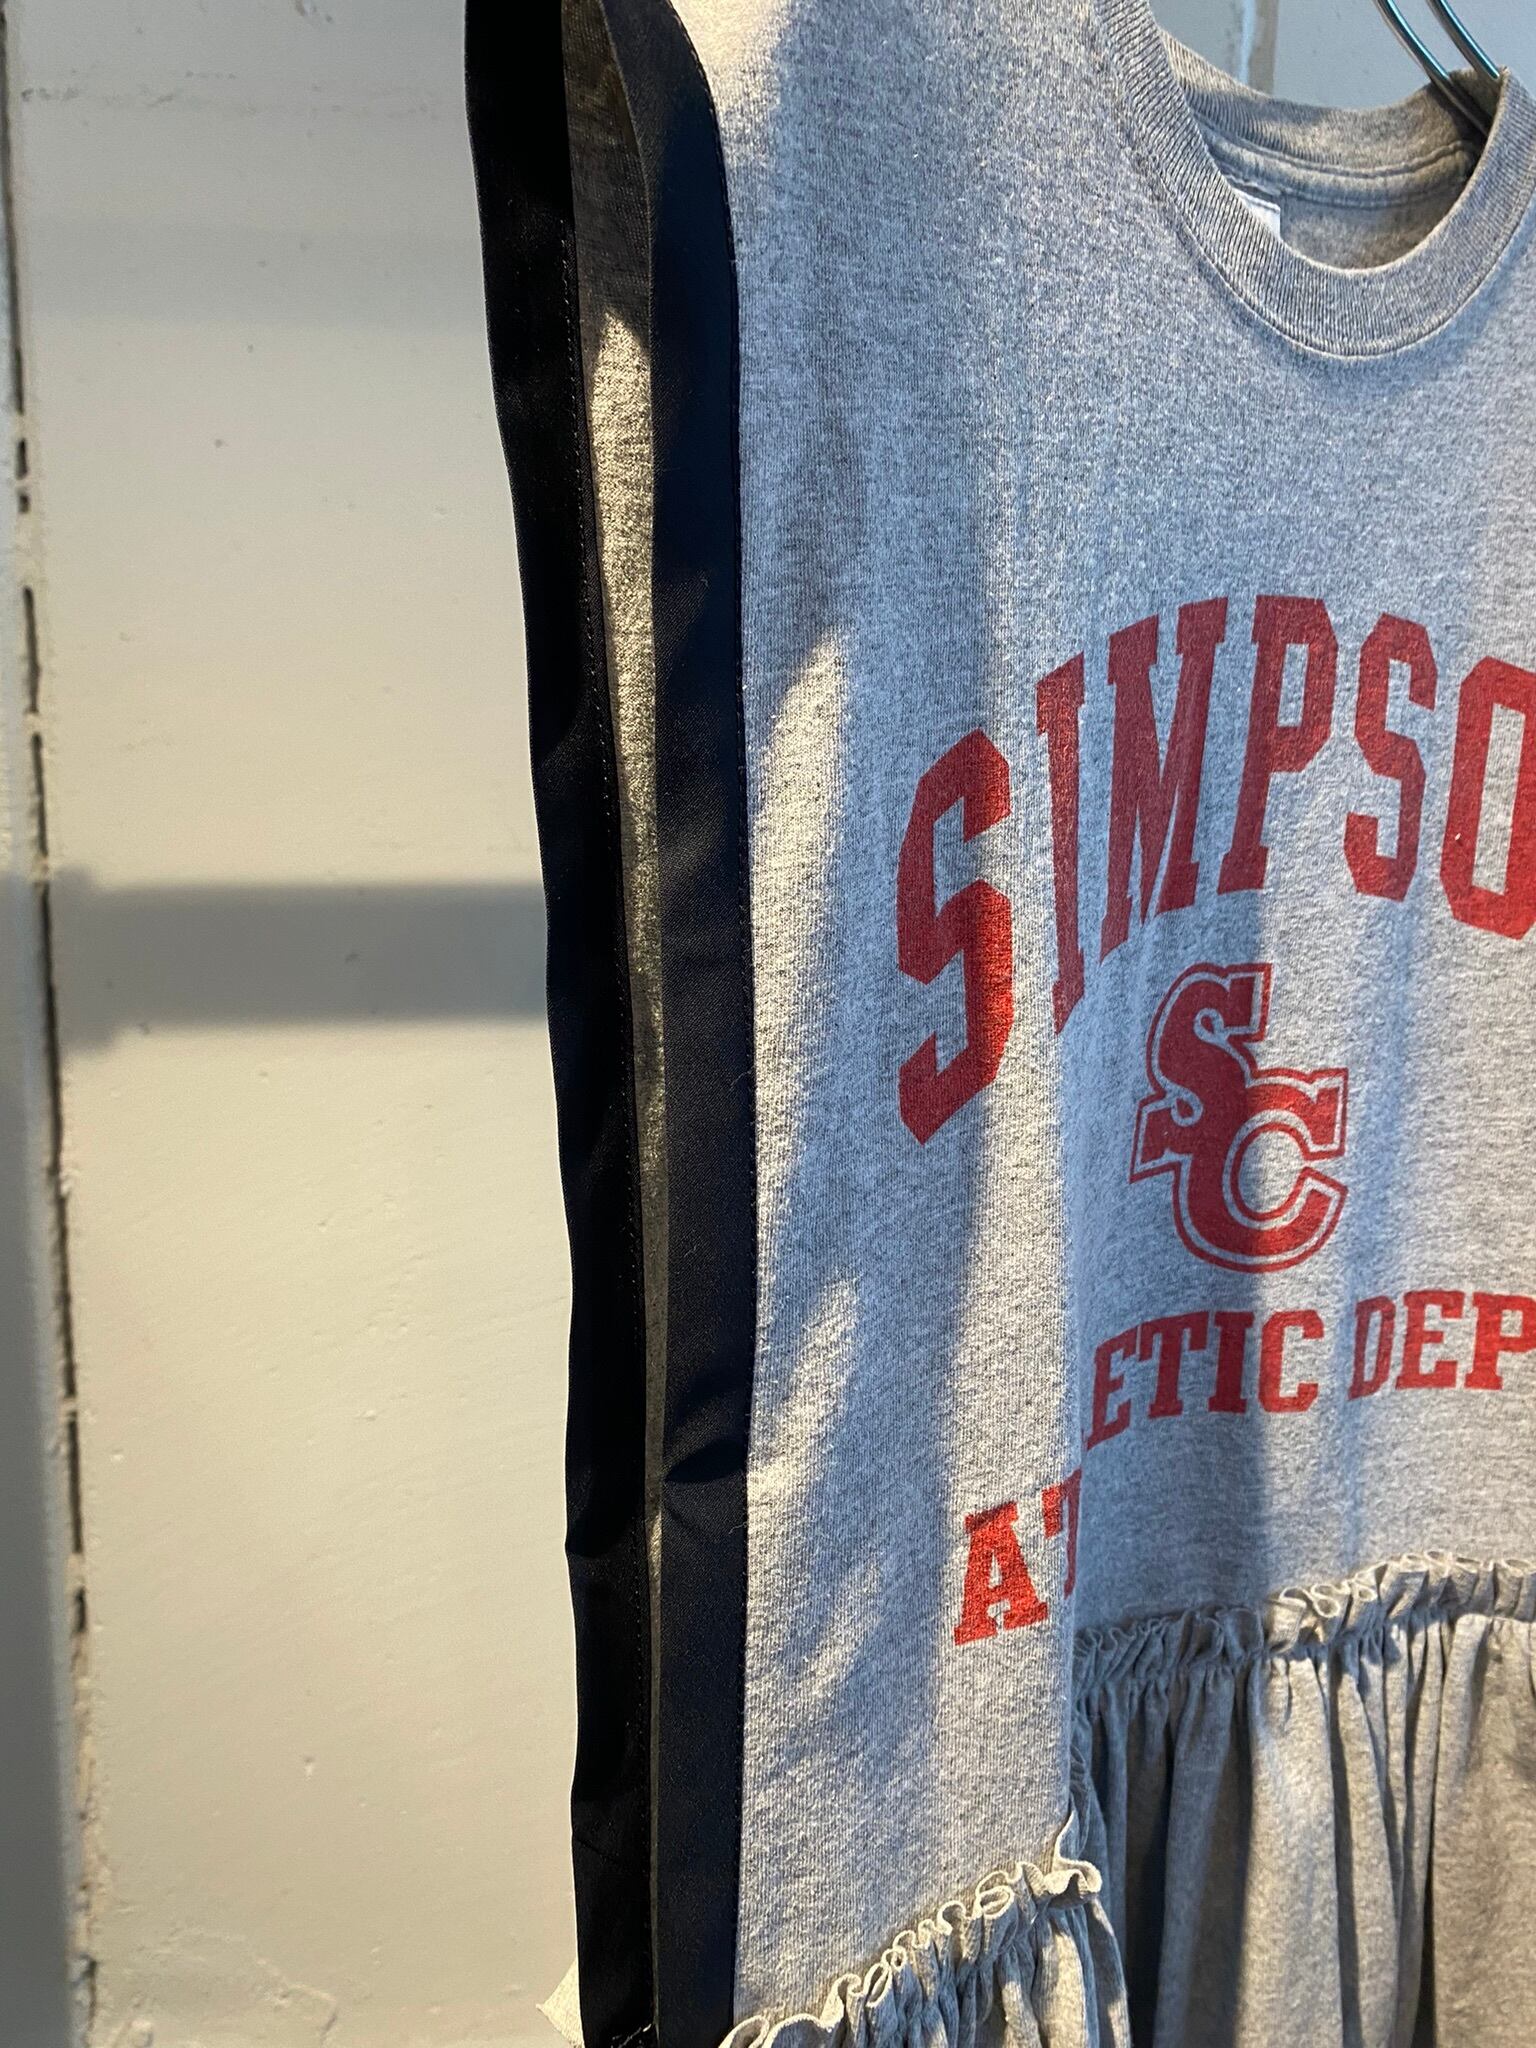 SIMPSO
SC
AT ETIC DEP